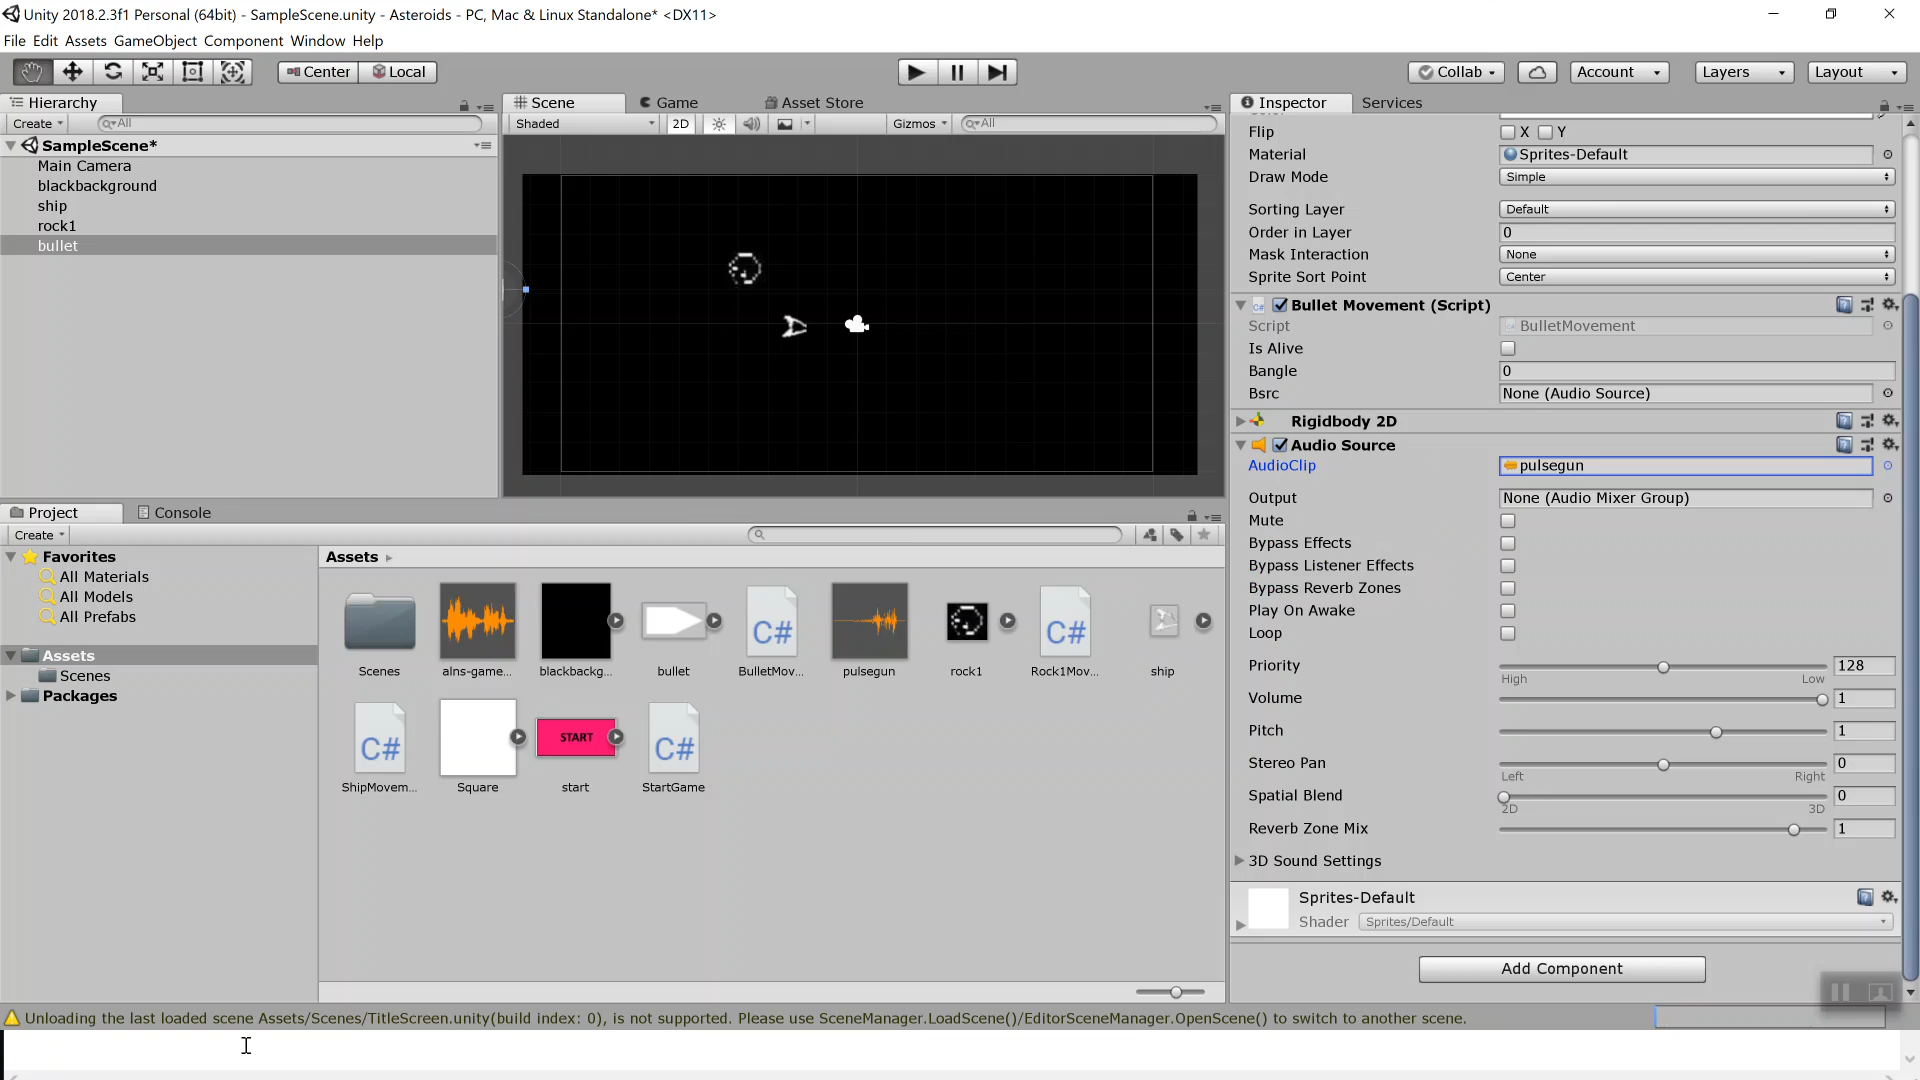 Unity 2018.2.3f1 Personal (64bit) - SampleScene.unity - Asteroids - PC, Mac & Linux Standalone* <DX11>
File Edit Assets GameObject Component Window Help
Center Local Collab Account Layers Layout
Hierarchy
Create All
SampleScene*
Main Camera
blackbackground
ship
rock1
bullet
Scene Game Asset Store
Shaded 2D Gizmos All
Project Console
Create
Favorites
All Materials
All Models
All Prefabs
Assets
Scenes
Packages
Assets
Scenes alns-game... blackbackg... bullet BulletMov... pulsegun rock1 Rock1Mov... ship
C#
C#
C#
START
C#
ShipMovem... Square start StartGame
Inspector Services
Flip X Y
Material Sprites-Default
Draw Mode Simple
Sorting Layer Default
Order in Layer 0
Mask Interaction None
Sprite Sort Point Center
Bullet Movement (Script)
Script BulletMovement
Is Alive
Bangle 0
Bsrc None (Audio Source)
Rigidbody 2D
Audio Source
AudioClip pulsegun
Output None (Audio Mixer Group)
Mute
Bypass Effects
Bypass Listener Effects
Bypass Reverb Zones
Play On Awake
Loop
Priority 128
High Low
Volume 1
Pitch 1
Stereo Pan 0
Left Right
Spatial Blend 0
2D 3D
Reverb Zone Mix 1
3D Sound Settings
Sprites-Default
Shader Sprites/Default
Add Component
Unloading the last loaded scene Assets/Scenes/TitleScreen.unity(build index: 0), is not supported. Please use SceneManager.LoadScene()/EditorSceneManager.OpenScene() to switch to another scene.